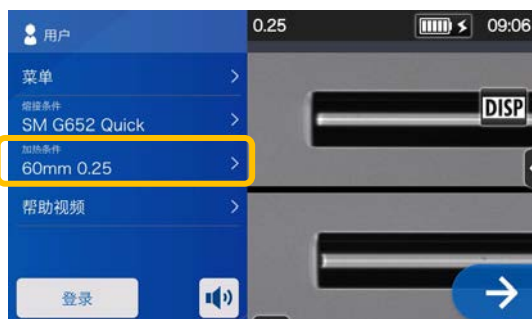 用户
菜单
熔接条件
SM G652 Quick
加热条件
60mm 0.25
帮助视频
登录
0.25
09:06
DISP